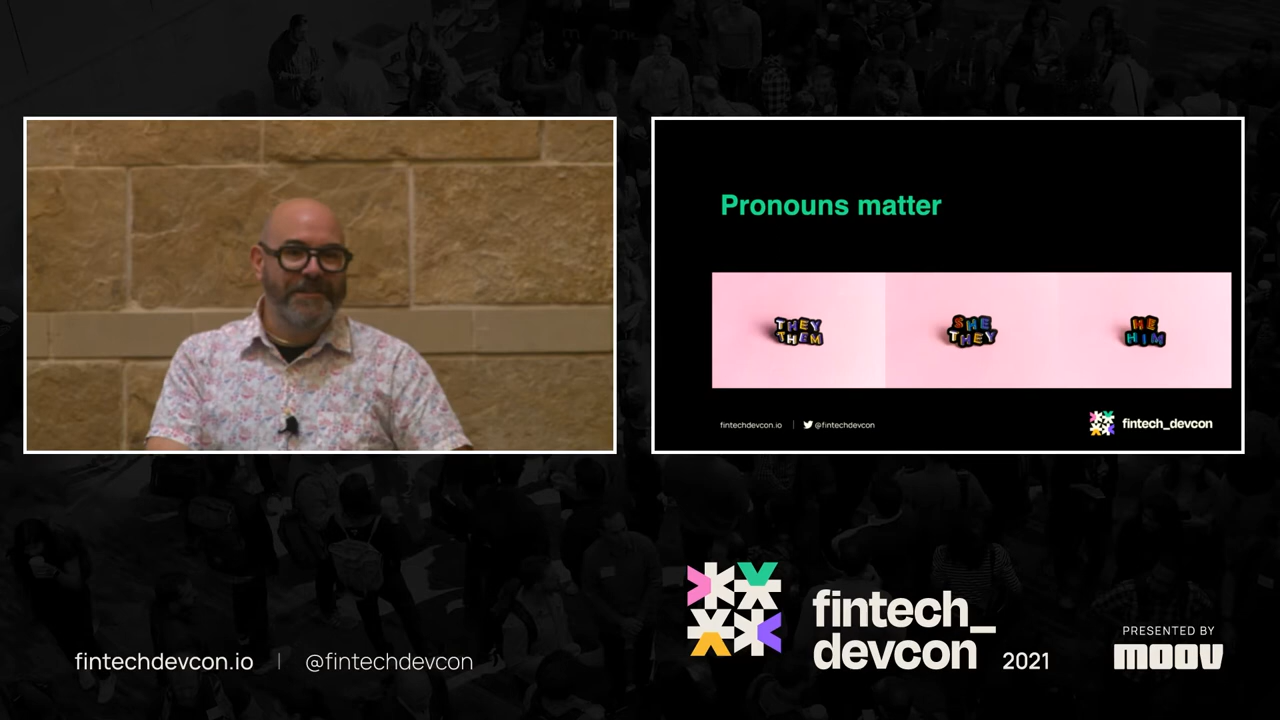 Pronouns matter
THEY
THEM
SHE
THEY
HE
HIM
fintechdevcon.io | @fintechdevcon
fintech_devcon
fintechdevcon.io | @fintechdevcon
fintech_
devcon 2021
PRESENTED BY
moov